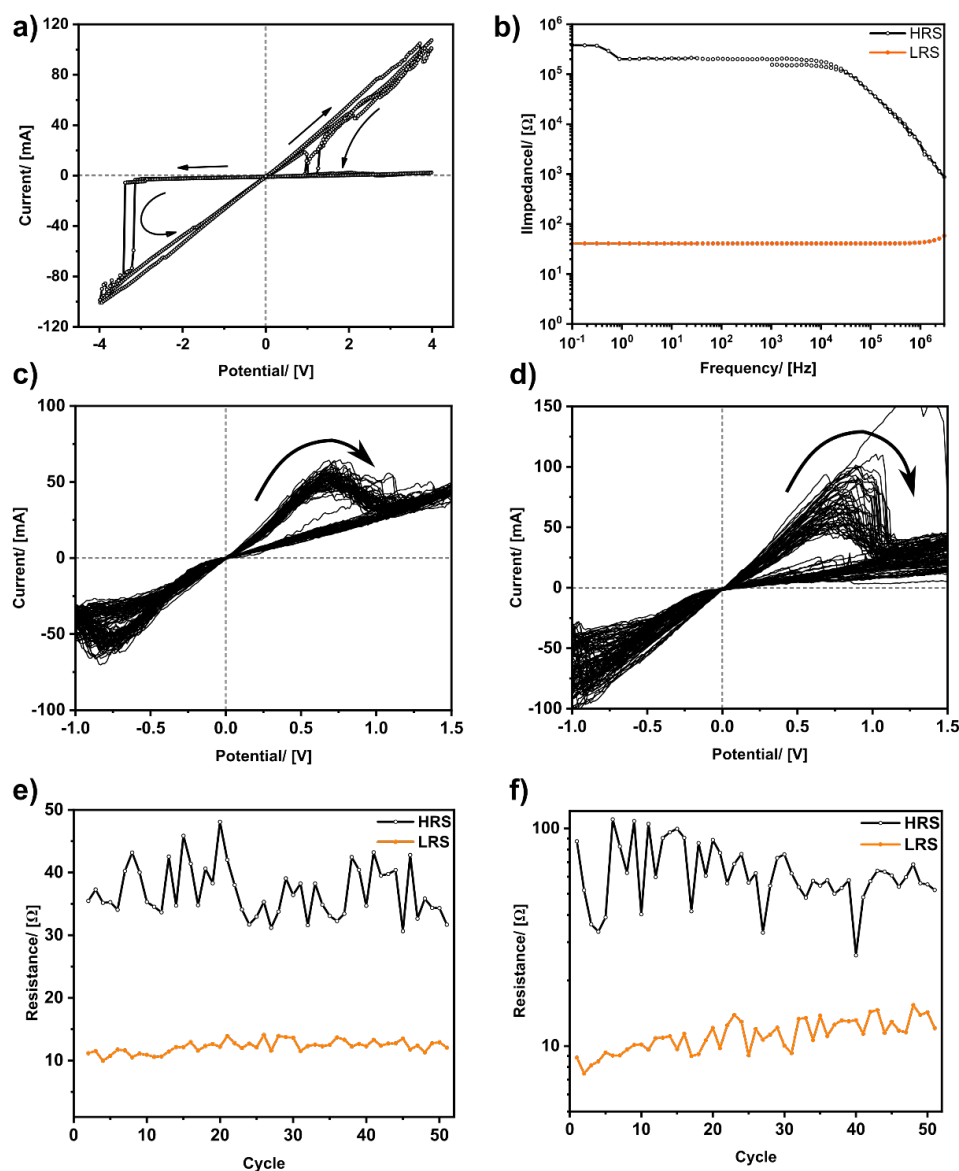 a)
120
80
40
0
-40
-80
-120
-4
-2
0
2
4
Current/ [mA]
Potential/ [V]
b)
HRS
LRS
10⁶
10⁵
10⁴
10³
10²
10¹
10⁰
10⁻¹
10⁰
10¹
10²
10³
10⁴
10⁵
10⁶
IImpedanceI/ [Ω]
Frequency/ [Hz]
c)
100
50
0
-50
-100
-1.0
-0.5
0.0
0.5
1.0
1.5
Current/ [mA]
Potential/ [V]
d)
150
100
50
0
-50
-100
-1.0
-0.5
0.0
0.5
1.0
1.5
Current/ [mA]
Potential/ [V]
e)
HRS
LRS
50
40
30
20
10
0
10
20
30
40
50
Resistance/ [Ω]
Cycle
f)
HRS
LRS
100
10
0
10
20
30
40
50
Resistance/ [Ω]
Cycle